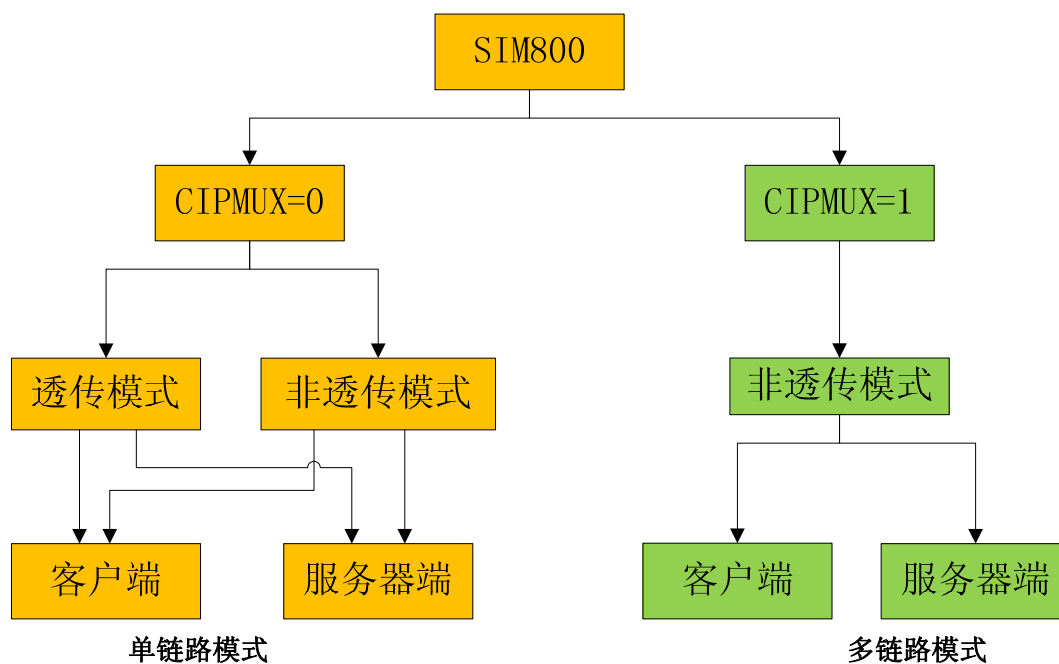 SIM800
CIPMUX=0
CIPMUX=1
透传模式
非透传模式
非透传模式
客户端
服务器端
客户端
服务器端
单链路模式
多链路模式